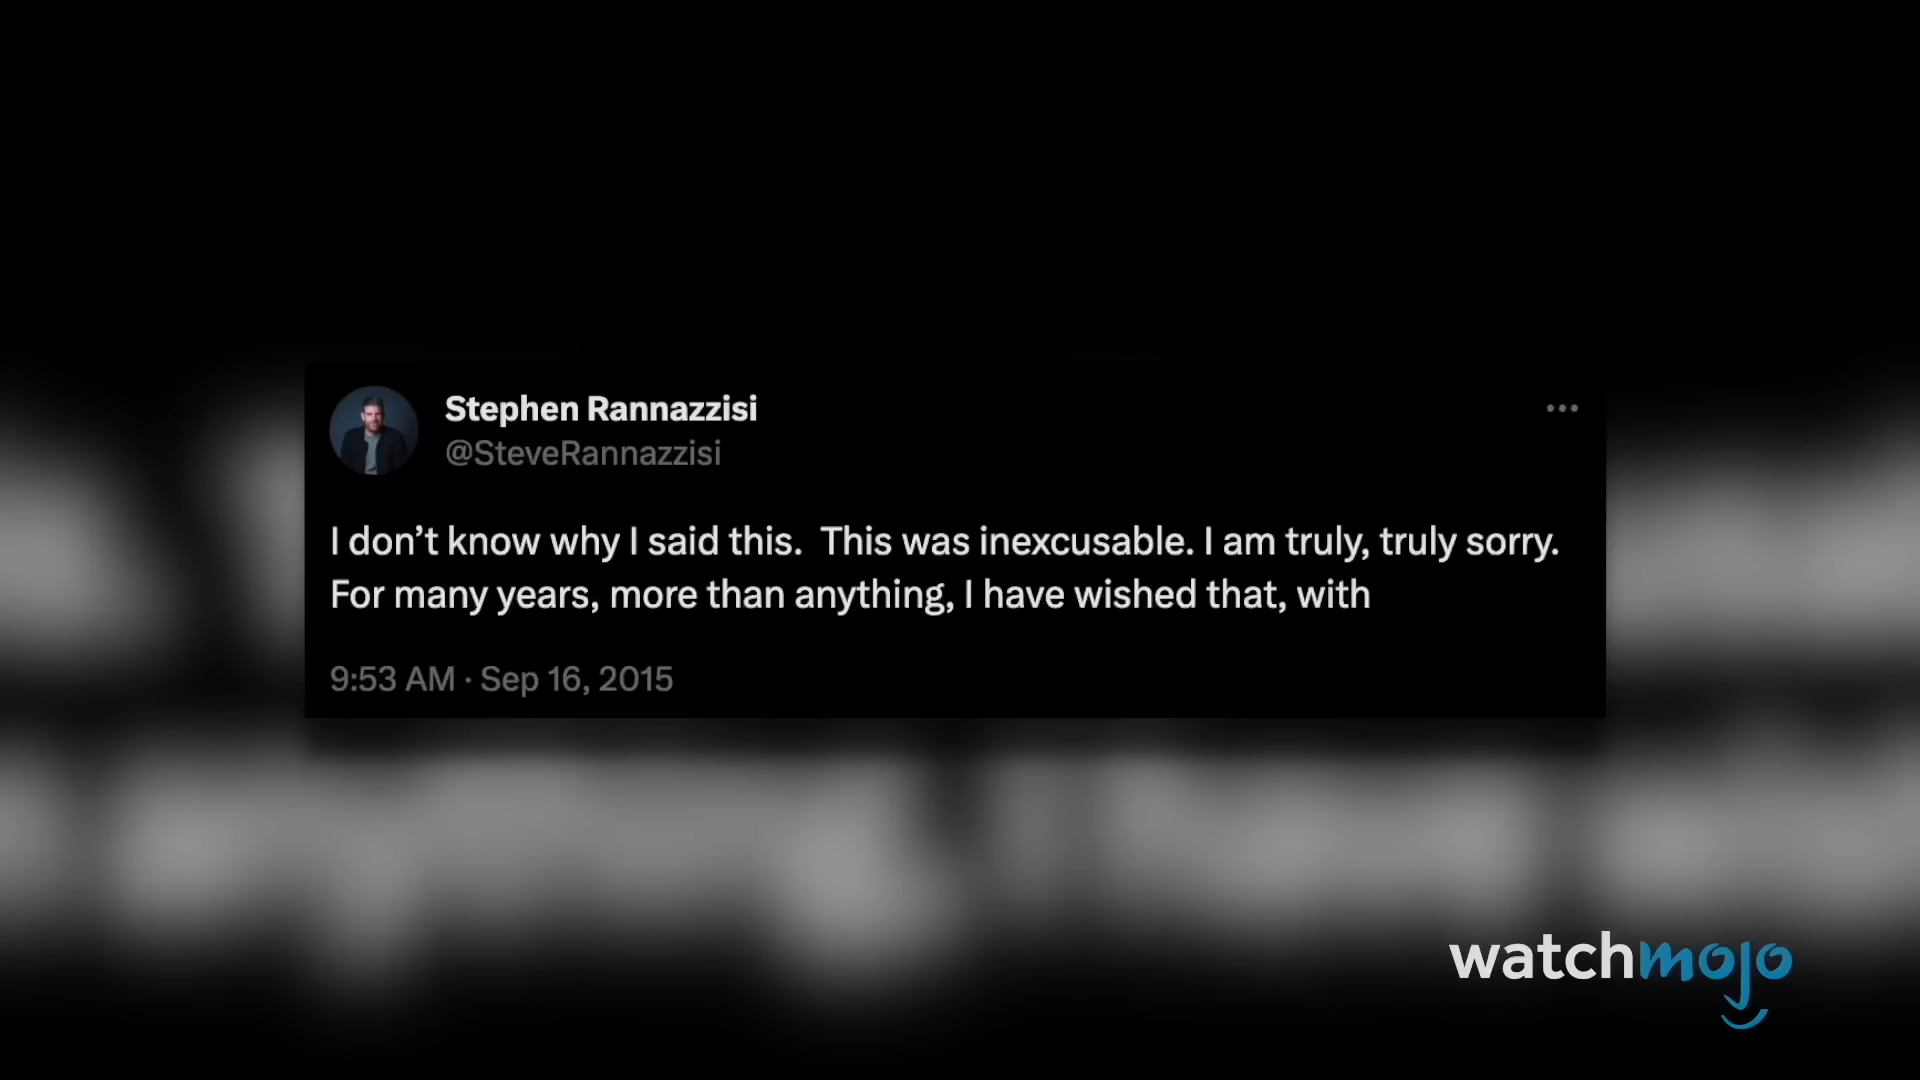 Stephen Rannazzisi
@SteveRannazzisi
I don’t know why I said this.  This was inexcusable. I am truly, truly sorry.
For many years, more than anything, I have wished that, with
9:53 AM · Sep 16, 2015
watchmojo